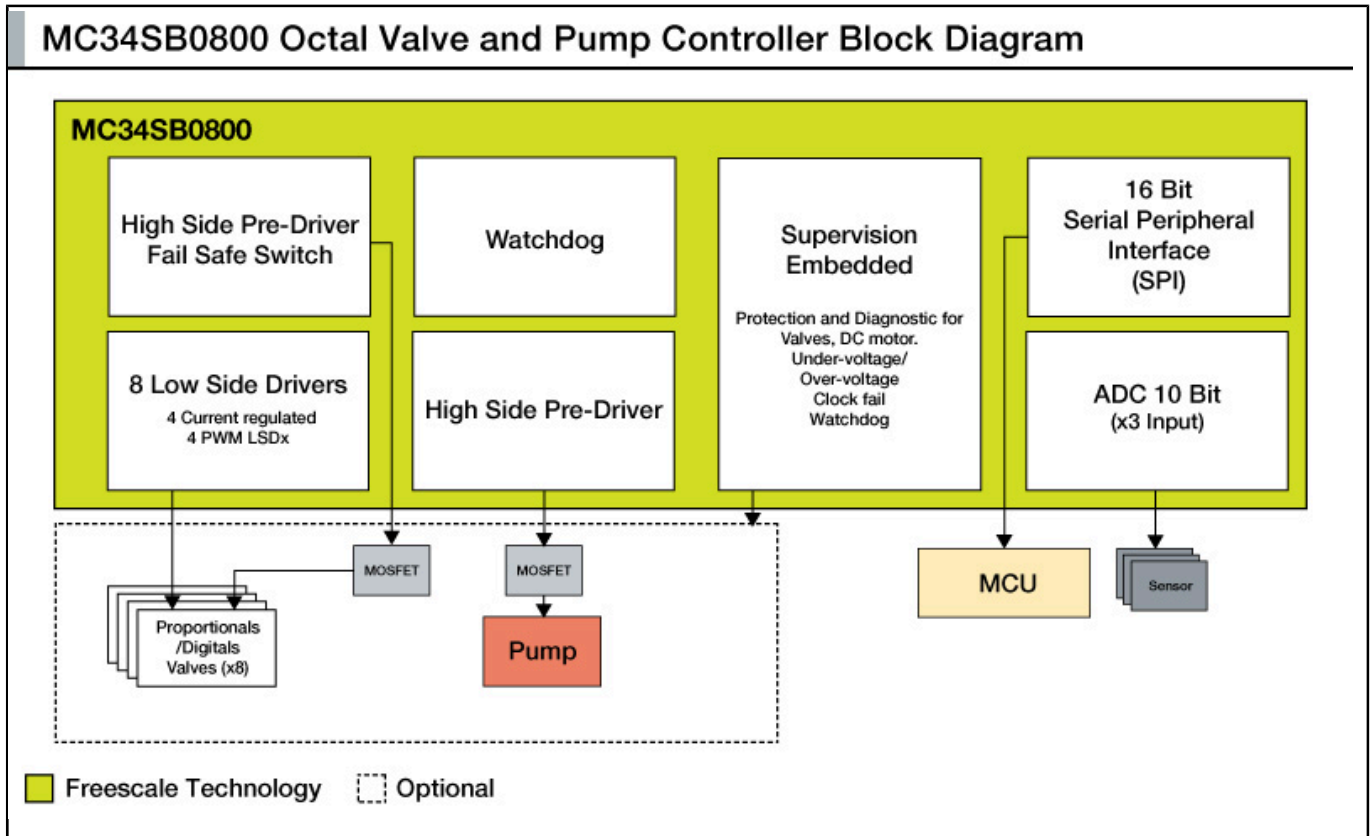 MC34SB0800 Octal Valve and Pump Controller Block Diagram
MC34SB0800
High Side Pre-Driver
Fail Safe Switch
Watchdog
Supervision
Embedded
Protection and Diagnostic for
Valves, DC motor.
Under-voltage/
Over-voltage
Clock fail
Watchdog
16 Bit
Serial Peripheral
Interface
(SPI)
8 Low Side Drivers
4 Current regulated
4 PWM LSDx
High Side Pre-Driver
ADC 10 Bit
(x3 Input)
MOSFET
MOSFET
MCU
Sensor
Proportionals
/Digitals
Valves (x8)
Pump
Freescale Technology
Optional